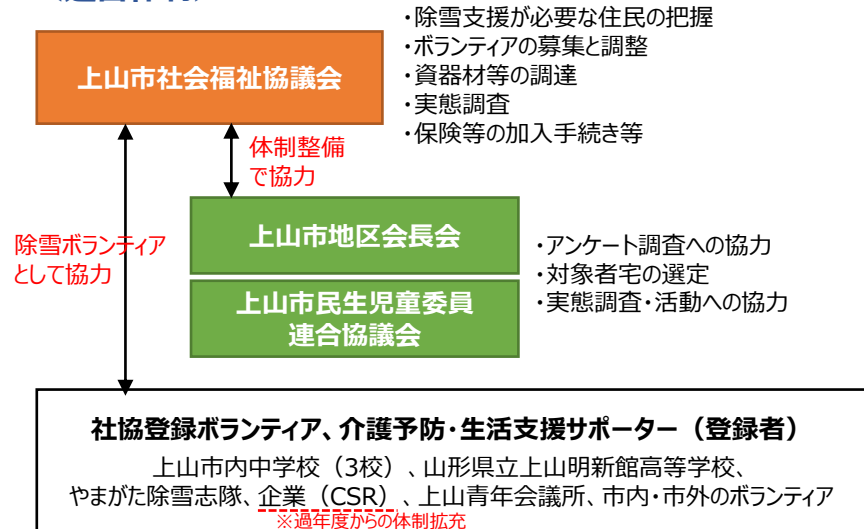 ・除雪支援が必要な住民の把握
・ボランティアの募集と調整
・資器材等の調達
・実態調査
・保険等の加入手続き等
上山市社会福祉協議会
体制整備
で協力
除雪ボランティア
として協力
上山市地区会長会
上山市民生児童委員
連合協議会
・アンケート調査への協力
・対象者宅の選定
・実態調査・活動への協力
社協登録ボランティア、介護予防・生活支援サポーター（登録者）
上山市内中学校（3校）、山形県立上山明新館高等学校、
やまがた除雪志隊、企業（CSR）、上山青年会議所、市内・市外のボランティア
※過年度からの体制拡充